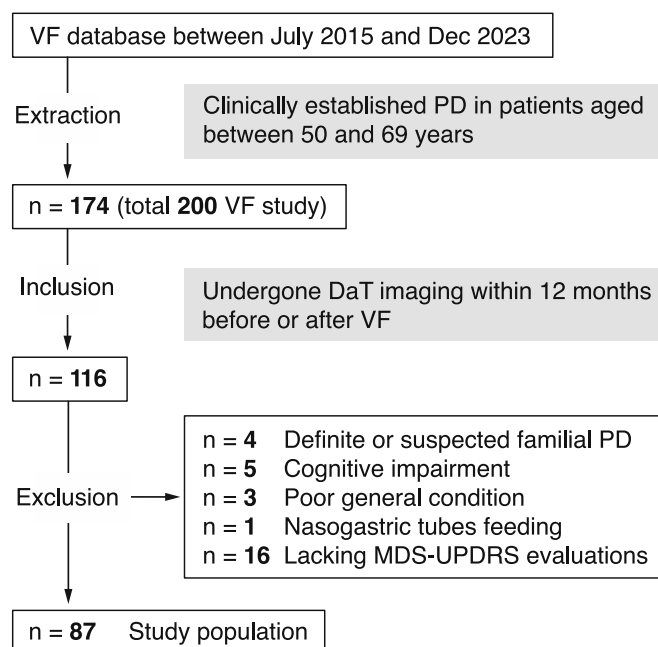 VF database between July 2015 and Dec 2023
Extraction
Clinically established PD in patients aged
between 50 and 69 years
n = 174 (total 200 VF study)
Inclusion
Undergone DaT imaging within 12 months
before or after VF
n = 116
Exclusion
n = 4 Definite or suspected familial PD
n = 5 Cognitive impairment
n = 3 Poor general condition
n = 1 Nasogastric tubes feeding
n = 16 Lacking MDS-UPDRS evaluations
n = 87 Study population